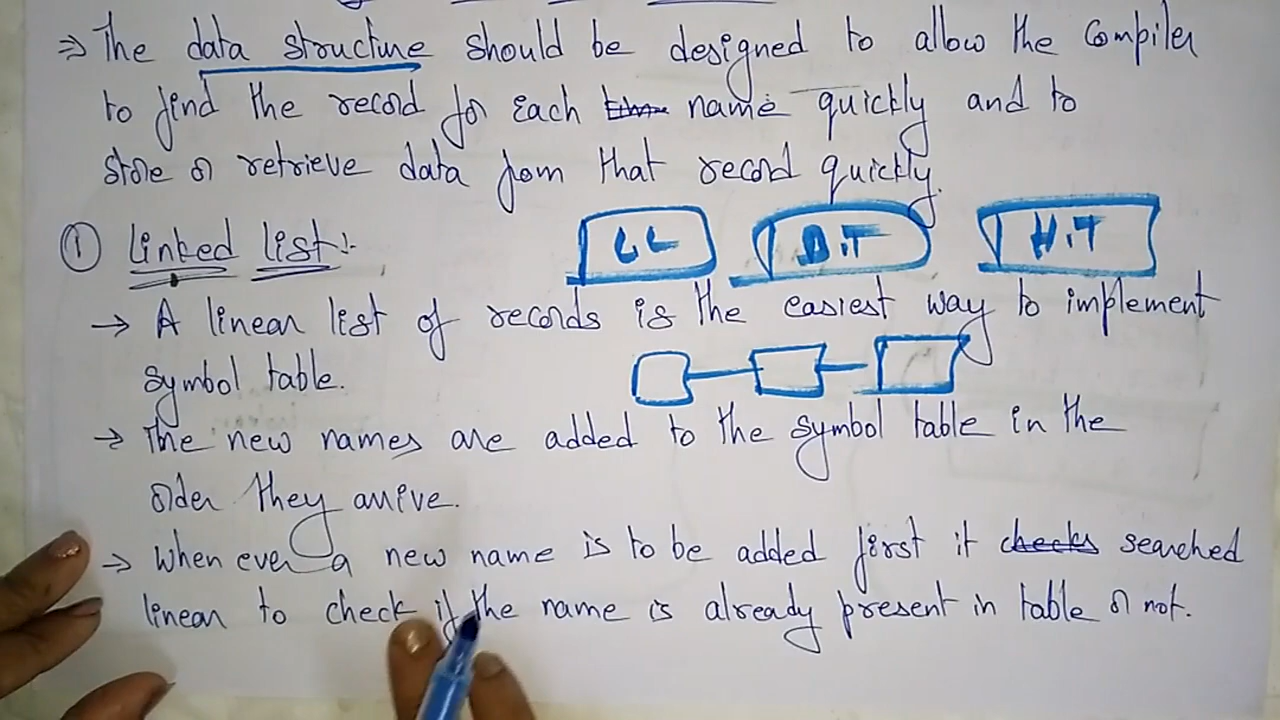 ⇒ The data structure should be designed to allow the Compiler
to find the record for Each name quickly and to
store or retrieve data from that record quickly.
① Linked list:-
LL B.T H.T
→ A linear list of records is the easiest way to implement
symbol table.
→ The new names are added to the symbol table in the
order they arrive.
→ When ever a new name is to be added first it checks searched
linear to check if the name is already present in table or not.